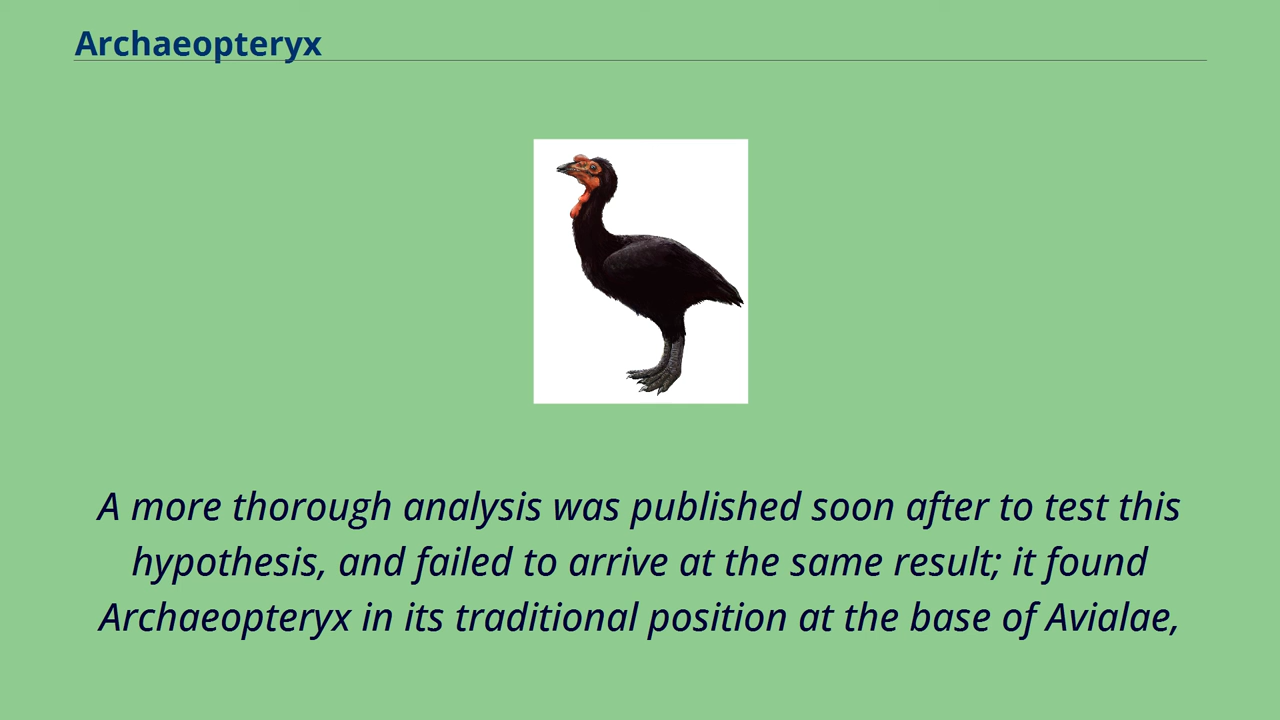 Archaeopteryx
A more thorough analysis was published soon after to test this
hypothesis, and failed to arrive at the same result; it found
Archaeopteryx in its traditional position at the base of Avialae,